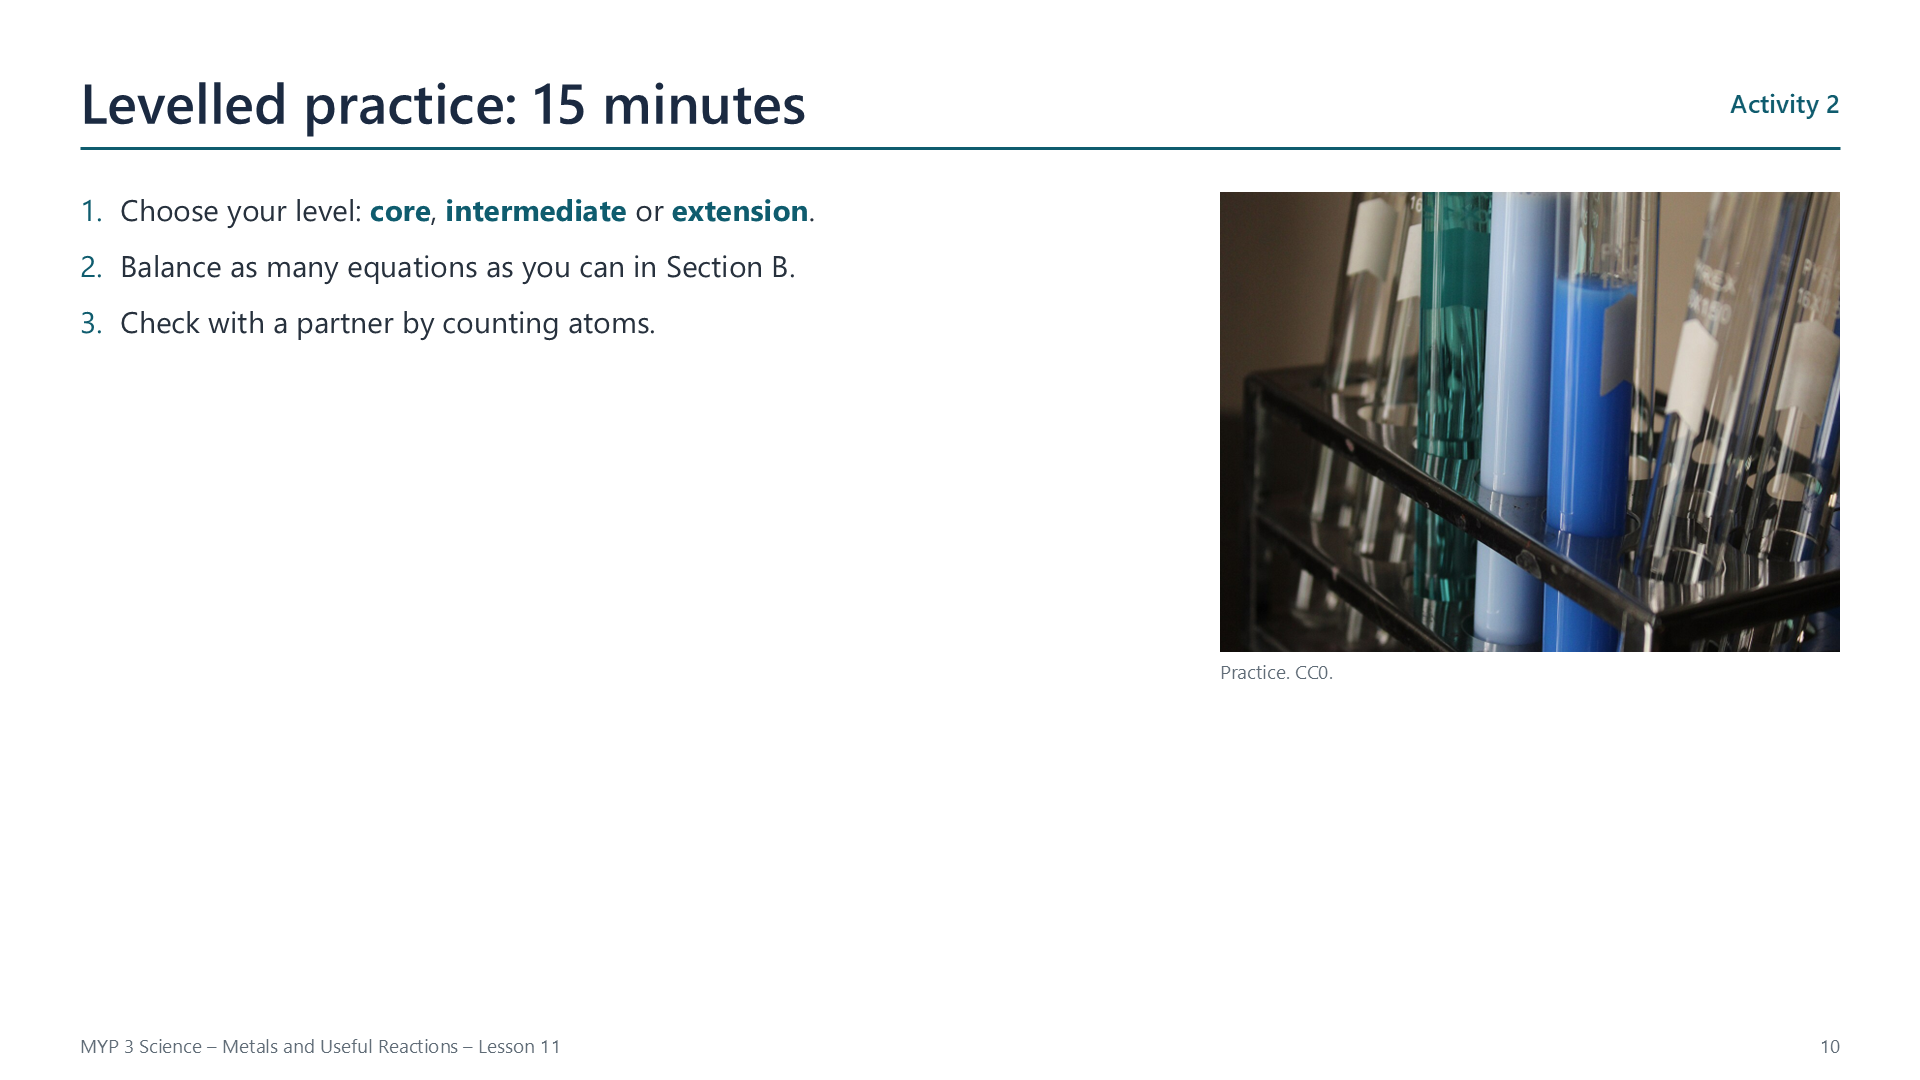 Levelled practice: 15 minutes
Activity 2
1. Choose your level: core, intermediate or extension.
2. Balance as many equations as you can in Section B.
3. Check with a partner by counting atoms.
16
Practice. CC0.
MYP 3 Science – Metals and Useful Reactions – Lesson 11
10